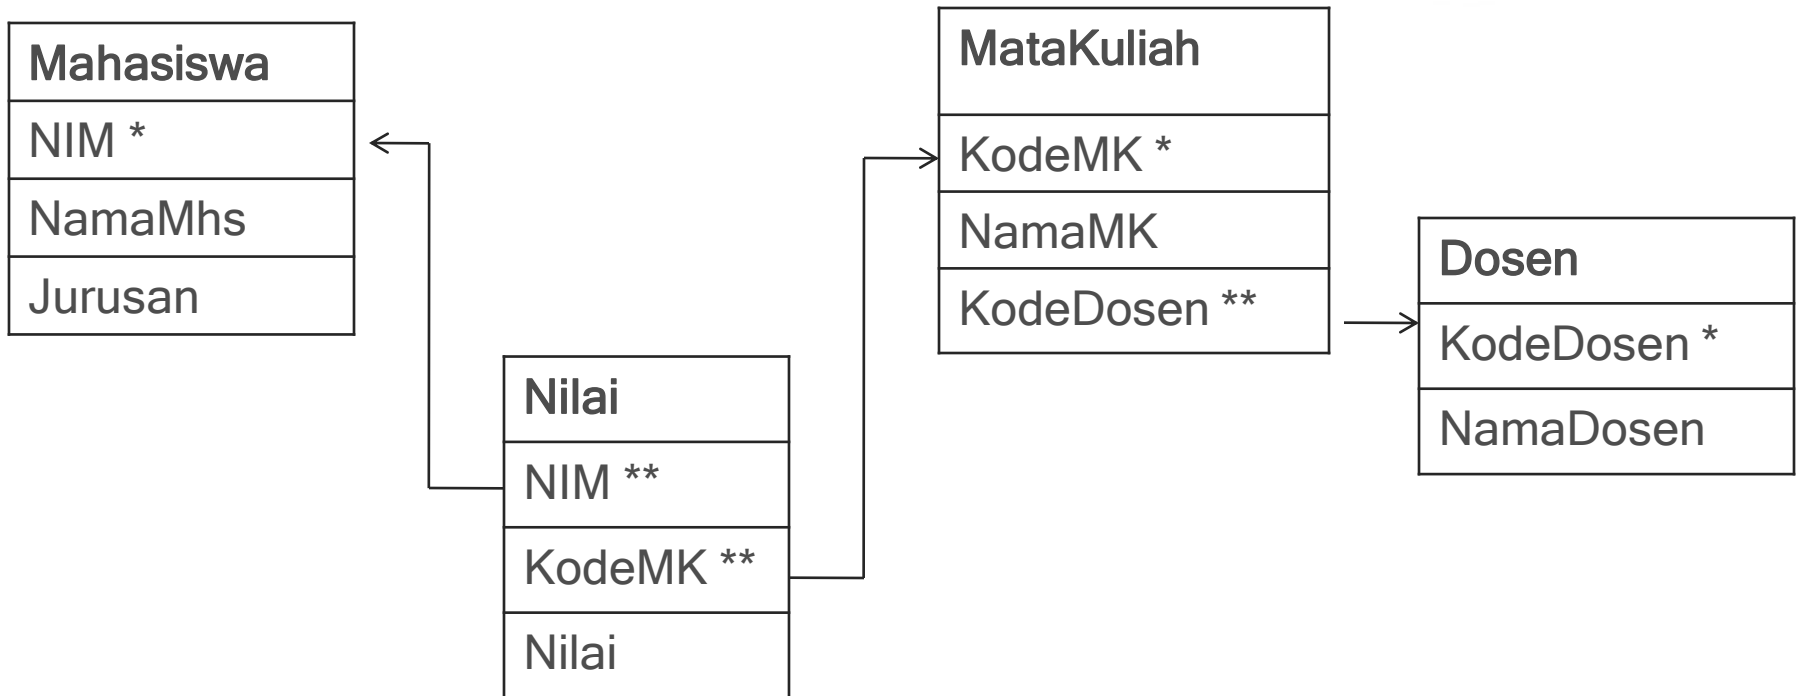 Mahasiswa
NIM *
NamaMhs
Jurusan
Nilai
NIM **
KodeMK **
Nilai
MataKuliah
KodeMK *
NamaMK
KodeDosen **
Dosen
KodeDosen *
NamaDosen